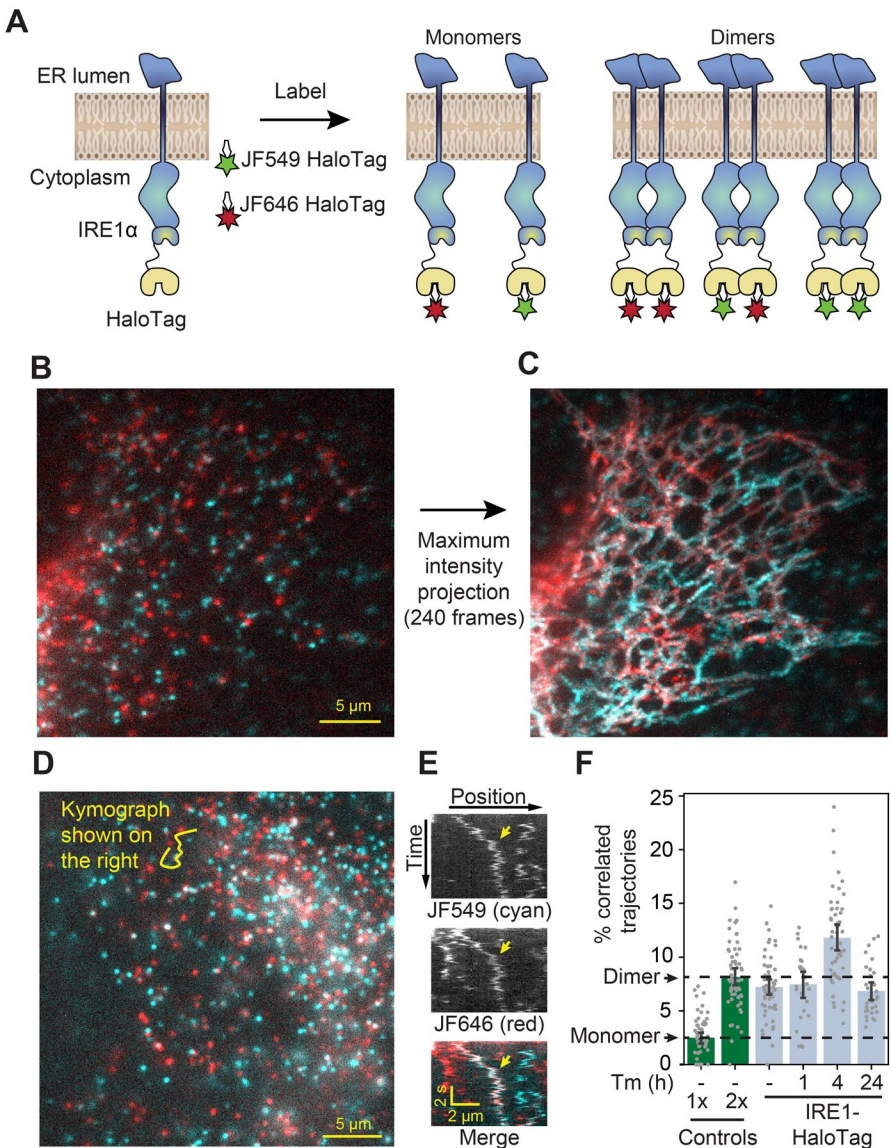 A
Monomers
Dimers
ER lumen
Label
JF549 HaloTag
Cytoplasm
JF646 HaloTag
IRE1α
HaloTag
B
C
Maximum
intensity
projection
(240 frames)
5 µm
D
E
F
Kymograph
shown on
the right
5 µm
Position
Time
JF549 (cyan)
JF646 (red)
2 s
2 µm
Merge
% correlated
trajectories
25
20
15
10
5
0
Dimer
Monomer
Tm (h) - - - 1 4 24
1x 2x IRE1-
Controls HaloTag